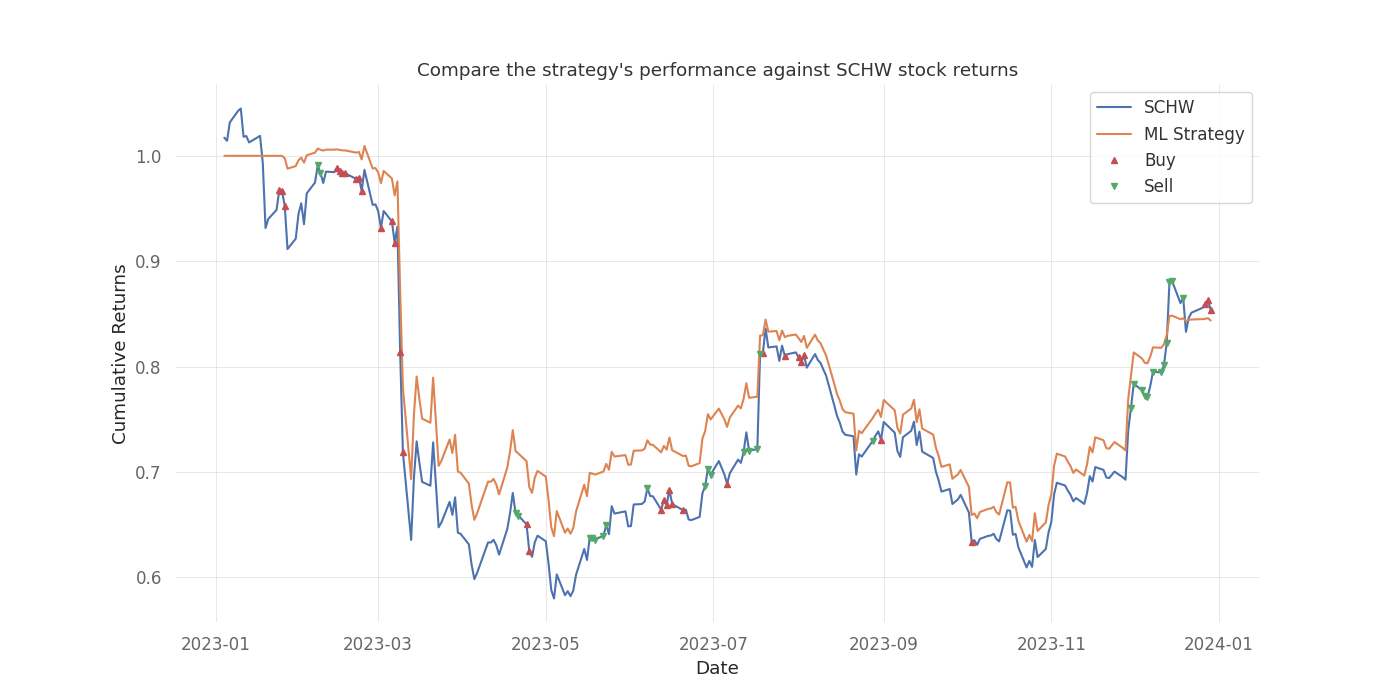 Compare the strategy's performance against SCHW stock returns
SCHW
ML Strategy
Buy
Sell
Cumulative Returns
1.0
0.9
0.8
0.7
0.6
2023-01
2023-03
2023-05
2023-07
2023-09
2023-11
2024-01
Date